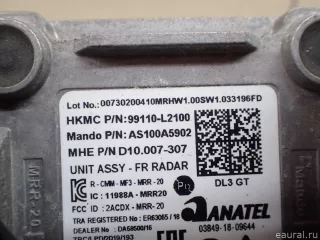 Lot No.:00730200410MRHW1.00SW1.033196FD
HKMC P/N:99110-L2100
Mando P/N:AS100A5902
MHE P/N D10.007-307
UNIT ASSY - FR RADAR
R - CMM - MF3 - MRR - 20
DL3 GT
IC : 11988A - MRR20
FCC ID : 2ACDX - MRR-20
TRA REGISTERED No : ER63065 / 18
ANATEL
DEALER No : DA58500/16
03849-18-09644
MRR-20
eaural.ru